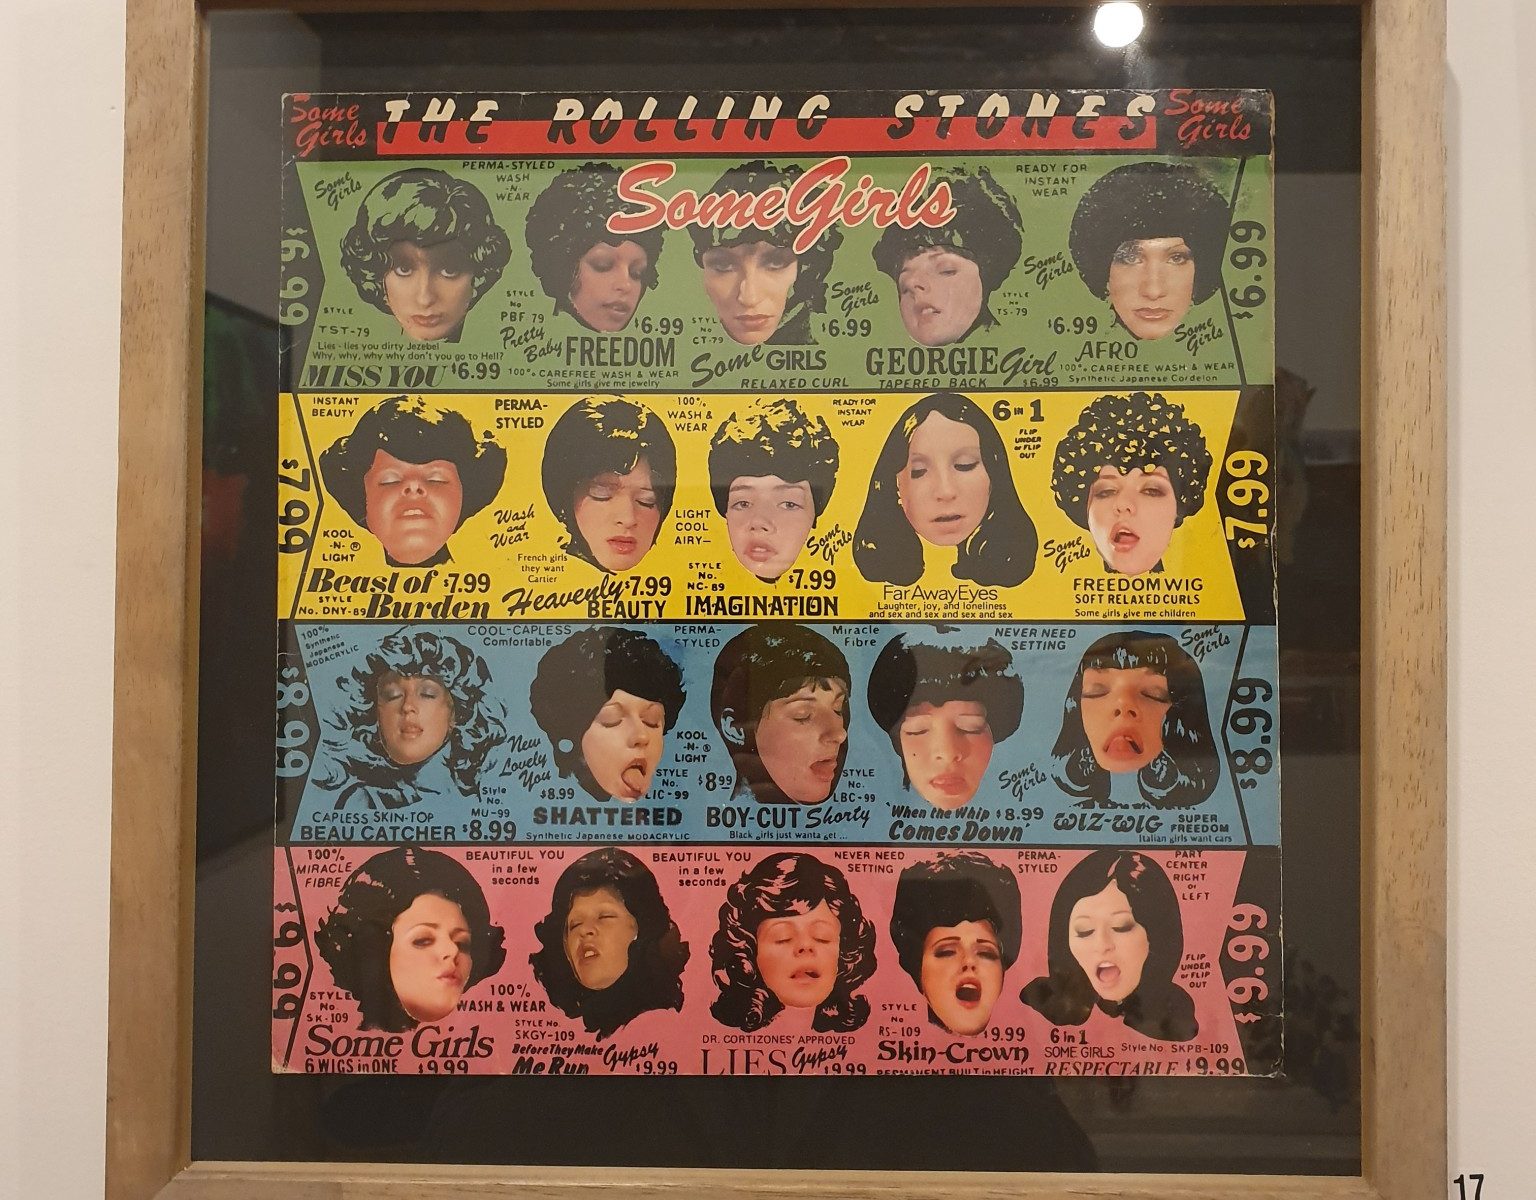 Some Girls
THE ROLLING STONES
Some Girls
Some Girls
$6.99
$6.99
Some Girls
STYLE
TST-79
Lies - lies you dirty Jezebel
Why, why, why why don't you go to Hell?
MISS YOU $6.99
PERMA-STYLED
WASH
-N-
WEAR
STYLE
No
PBF 79
$6.99
Pretty Baby FREEDOM
100% CAREFREE WASH & WEAR
Some girls give me jewelry
STYLE
No
CT-79
Some Girls
$6.99
Some GIRLS
RELAXED CURL
STYLE
No
TS-79
GEORGIE Girl
TAPERED BACK $6.99
READY FOR
INSTANT
WEAR
Some Girls
$6.99
Some Girls
AFRO
100% CAREFREE WASH & WEAR
Synthetic Japanese Cordelon
$7.99
$7.99
INSTANT
BEAUTY
KOOL
-N- ®
LIGHT
Beast of $7.99
STYLE
No. DNY-89 Burden
PERMA-
STYLED
Wash
and
Wear
French girls
they want
Cartier
Heavenly $7.99
BEAUTY
100%
WASH &
WEAR
LIGHT
COOL
AIRY—
STYLE
No.
NC-89
Some Girls
$7.99
IMAGINATION
READY FOR
INSTANT
WEAR
Far Away Eyes
Laughter, joy, and loneliness
and sex and sex and sex and sex
6 IN 1
FLIP
UNDER
or FLIP
OUT
Some Girls
FREEDOM WIG
SOFT RELAXED CURLS
Some girls give me children
$8.99
$8.99
100%
Synthetic
Japanese
MODACRYLIC
Style
No.
MU-99
CAPLESS SKIN-TOP
BEAU CATCHER $8.99
COOL-CAPLESS
Comfortable
New
Lovely
You
$8.99
STYLE
No.
LIC-99
SHATTERED
Synthetic Japanese MODACRYLIC
PERMA-
STYLED
KOOL
-N- ®
LIGHT
$8.99
STYLE
No.
LBC-99
BOY-CUT Shorty
Black girls just wanta get...
Miracle
Fibre
"When the Whip $8.99
Comes Down"
NEVER NEED
SETTING
Some Girls
Some Girls
WIZ-WIG SUPER
FREEDOM
Italian girls want cars
$9.99
$9.99
100%
MIRACLE
FIBRE
STYLE
No.
SK-109
Some Girls
6 WIGS in ONE $9.99
BEAUTIFUL YOU
in a few
seconds
100%
WASH & WEAR
STYLE No.
SKGY-109
Before They Make Gypsy
Me Run $9.99
BEAUTIFUL YOU
in a few
seconds
DR. CORTIZONES' APPROVED
LIES Gypsy
$9.99
NEVER NEED
SETTING
STYLE
No
RS-109
$9.99
Skin-Crown
PERMANENT BUILT in HEIGHT
PERMA-
STYLED
PART
CENTER
RIGHT
or
LEFT
FLIP
UNDER
or FLIP
OUT
6 in 1
SOME GIRLS Style No. SKPB-109
RESPECTABLE $9.99
17